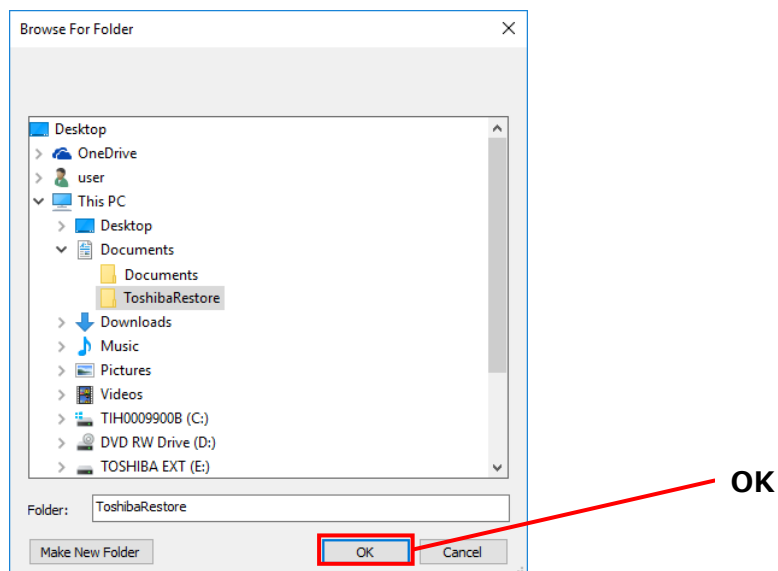 Browse For Folder
Desktop
OneDrive
user
This PC
Desktop
Documents
Documents
ToshibaRestore
Downloads
Music
Pictures
Videos
TIH0009900B (C:)
DVD RW Drive (D:)
TOSHIBA EXT (E:)
OK
Folder: ToshibaRestore
Make New Folder OK Cancel